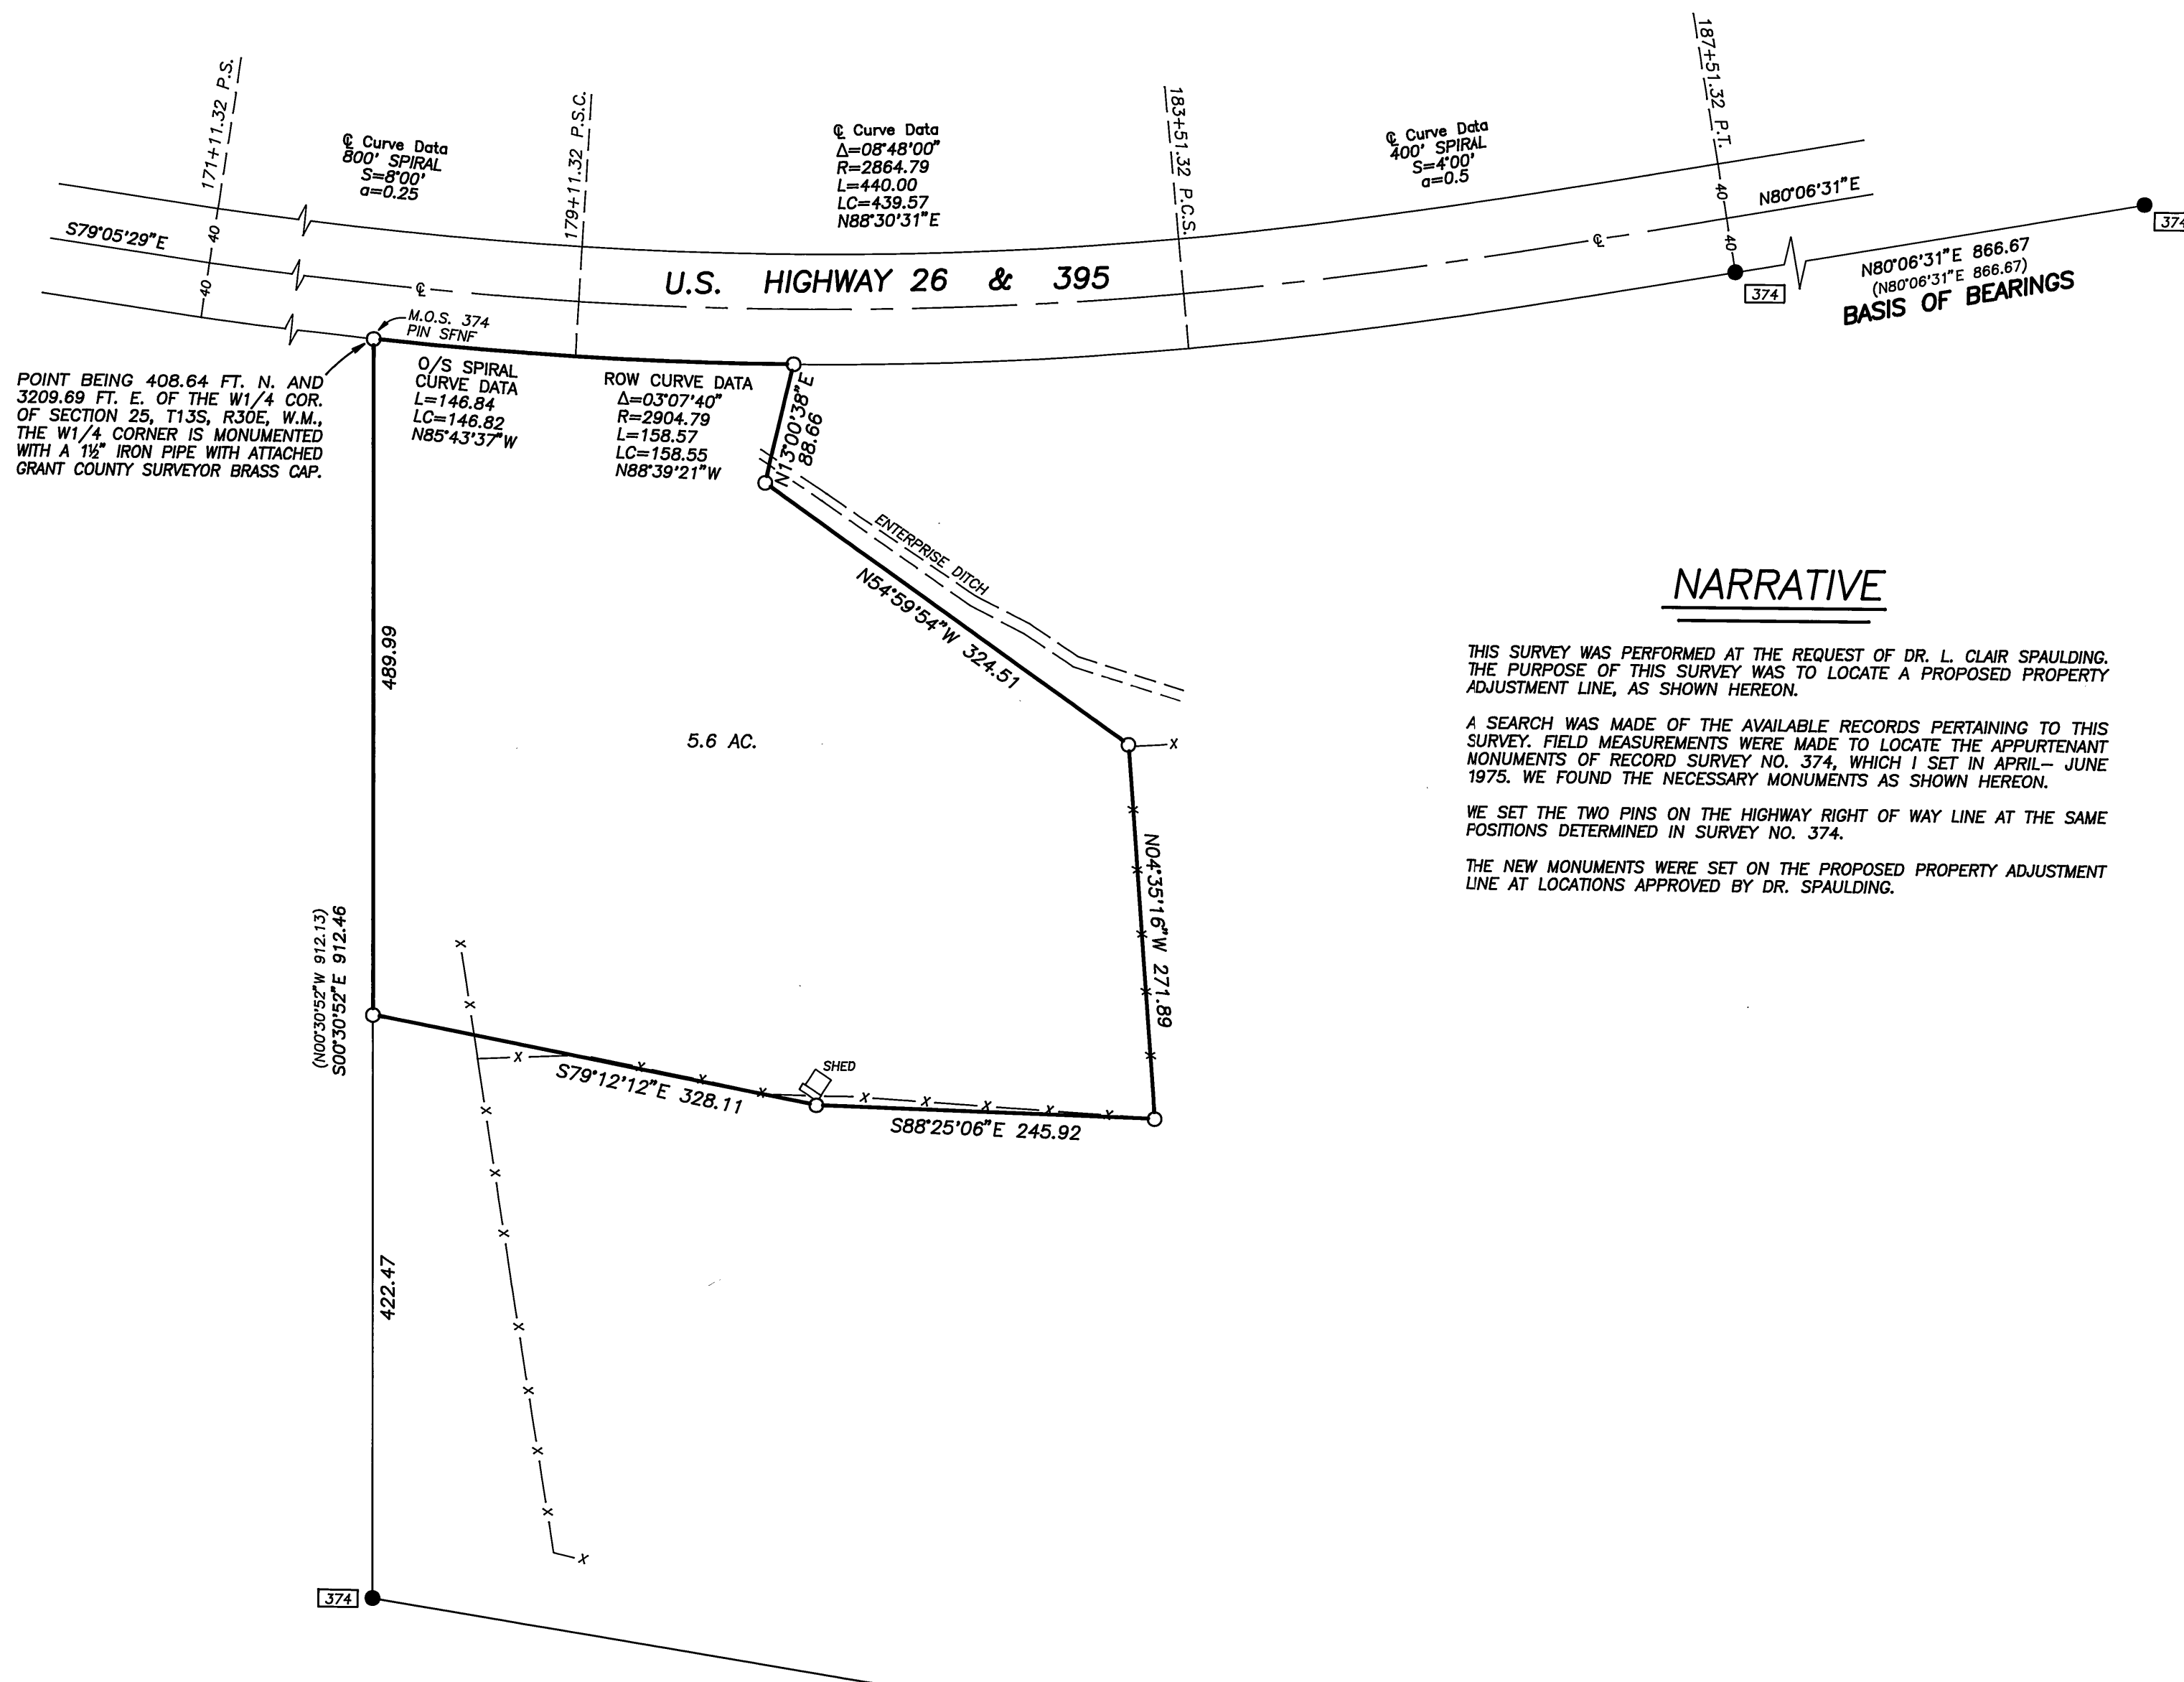 171+11.32 P.S.
℄ Curve Data
800' SPIRAL
S=8°00'
a=0.25
179+11.32 P.S.C.
℄ Curve Data
Δ=08°48'00"
R=2864.79
L=440.00
LC=439.57
N88°30'31"E
183+51.32 P.C.S.
℄ Curve Data
400' SPIRAL
S=4°00'
a=0.5
187+51.32 P.T.
40
40
N80°06'31"E
374
S79°05'29"E
40
40
℄
℄
U.S. HIGHWAY 26 & 395
374
N80°06'31"E 866.67
(N80°06'31"E 866.67)
BASIS OF BEARINGS
M.O.S. 374
PIN SFNF
POINT BEING 408.64 FT. N. AND
3209.69 FT. E. OF THE W1/4 COR.
OF SECTION 25, T13S, R30E, W.M.,
THE W1/4 CORNER IS MONUMENTED
WITH A 1½" IRON PIPE WITH ATTACHED
GRANT COUNTY SURVEYOR BRASS CAP.
O/S SPIRAL
CURVE DATA
L=146.84
LC=146.82
N85°43'37"W
ROW CURVE DATA
Δ=03°07'40"
R=2904.79
L=158.57
LC=158.55
N88°39'21"W
N13°00'38"E
88.66
ENTERPRISE DITCH
N54°59'54"W 324.51
489.99
5.6 AC.
NARRATIVE
THIS SURVEY WAS PERFORMED AT THE REQUEST OF DR. L. CLAIR SPAULDING.
THE PURPOSE OF THIS SURVEY WAS TO LOCATE A PROPOSED PROPERTY
ADJUSTMENT LINE, AS SHOWN HEREON.
A SEARCH WAS MADE OF THE AVAILABLE RECORDS PERTAINING TO THIS
SURVEY. FIELD MEASUREMENTS WERE MADE TO LOCATE THE APPURTENANT
MONUMENTS OF RECORD SURVEY NO. 374, WHICH I SET IN APRIL– JUNE
1975. WE FOUND THE NECESSARY MONUMENTS AS SHOWN HEREON.
WE SET THE TWO PINS ON THE HIGHWAY RIGHT OF WAY LINE AT THE SAME
POSITIONS DETERMINED IN SURVEY NO. 374.
THE NEW MONUMENTS WERE SET ON THE PROPOSED PROPERTY ADJUSTMENT
LINE AT LOCATIONS APPROVED BY DR. SPAULDING.
N04°35'16"W 271.89
(N00°30'52"W 912.13)
S00°30'52"E 912.46
SHED
S79°12'12"E 328.11
S88°25'06"E 245.92
422.47
374